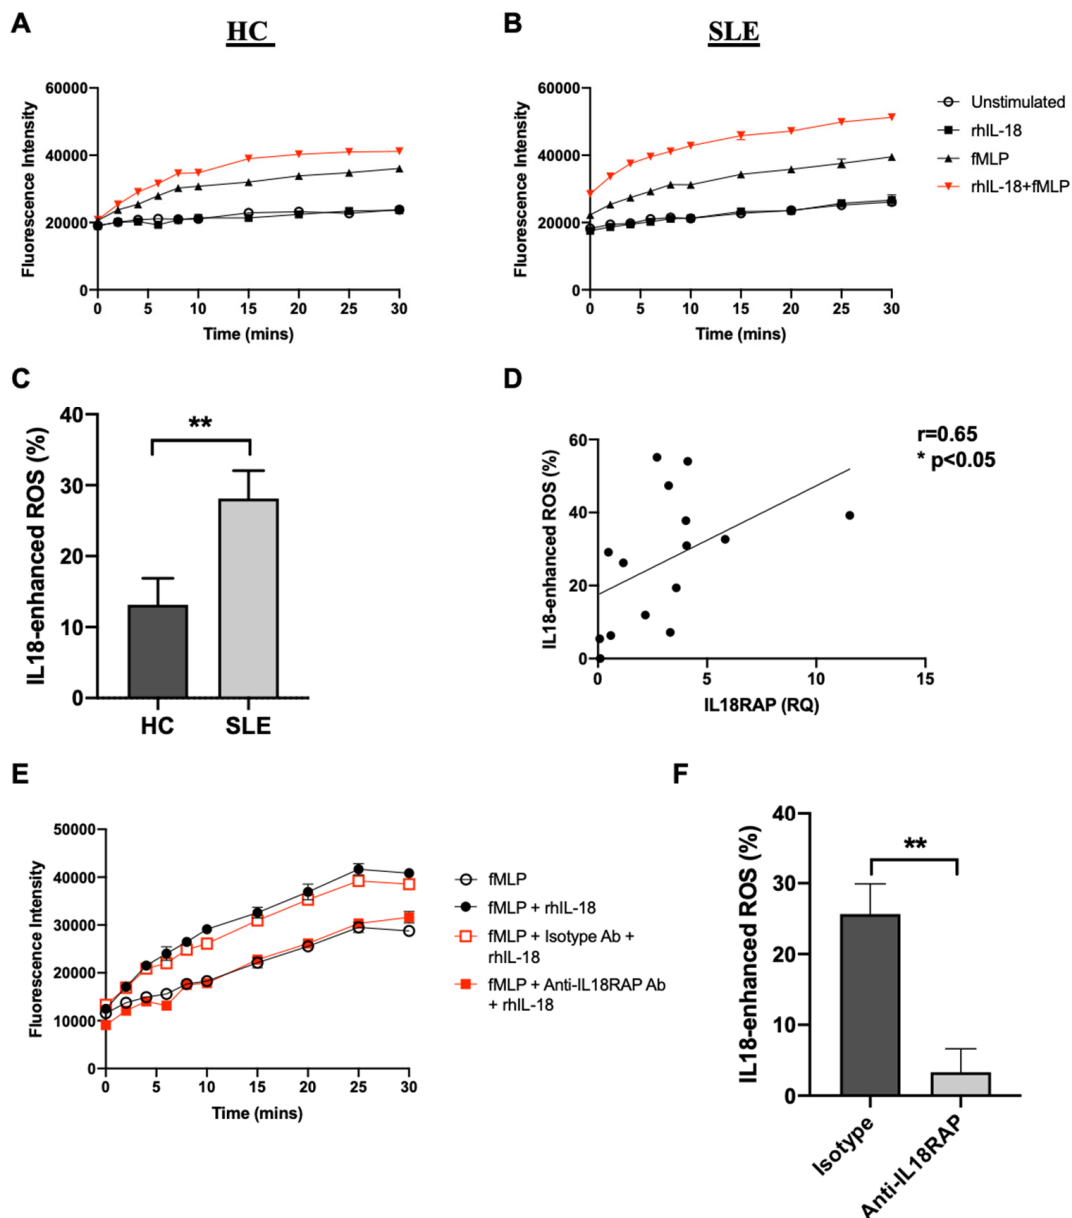 A
HC
B
SLE
Fluorescence Intensity
60000
40000
20000
0
0 5 10 15 20 25 30
Time (mins)
Fluorescence Intensity
60000
40000
20000
0
0 5 10 15 20 25 30
Time (mins)
Unstimulated
rhIL-18
fMLP
rhIL-18+fMLP
C
IL18-enhanced ROS (%)
40
30
20
10
0
**
HC SLE
D
IL18-enhanced ROS (%)
60
40
20
0
0 5 10 15
IL18RAP (RQ)
r=0.65
* p<0.05
E
Fluorescence Intensity
50000
40000
30000
20000
10000
0
0 5 10 15 20 25 30
Time (mins)
fMLP
fMLP + rhIL-18
fMLP + Isotype Ab +
rhIL-18
fMLP + Anti-IL18RAP Ab
+ rhIL-18
F
IL18-enhanced ROS (%)
40
30
20
10
0
**
Isotype
Anti-IL18RAP